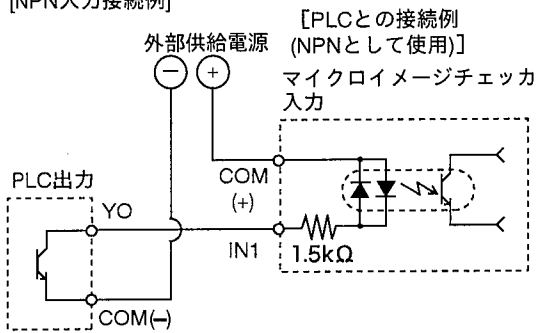 [NPN入力接続例]
[PLCとの接続例
(NPNとして使用)]
外部供給電源
− +
マイクロイメージチェッカ
入力
COM
(+)
PLC出力
YO
IN1
1.5kΩ
COM(−)